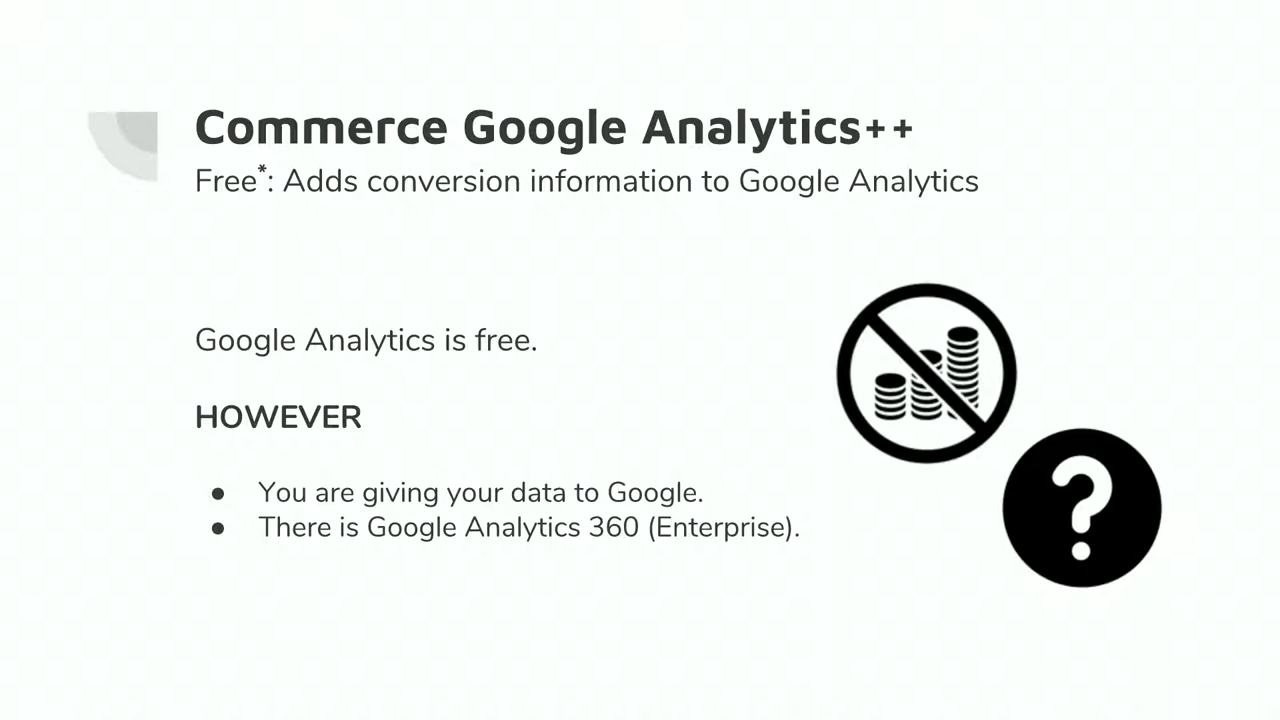 Commerce Google Analytics++
Free*: Adds conversion information to Google Analytics
Google Analytics is free.
HOWEVER
● You are giving your data to Google.
● There is Google Analytics 360 (Enterprise).
?